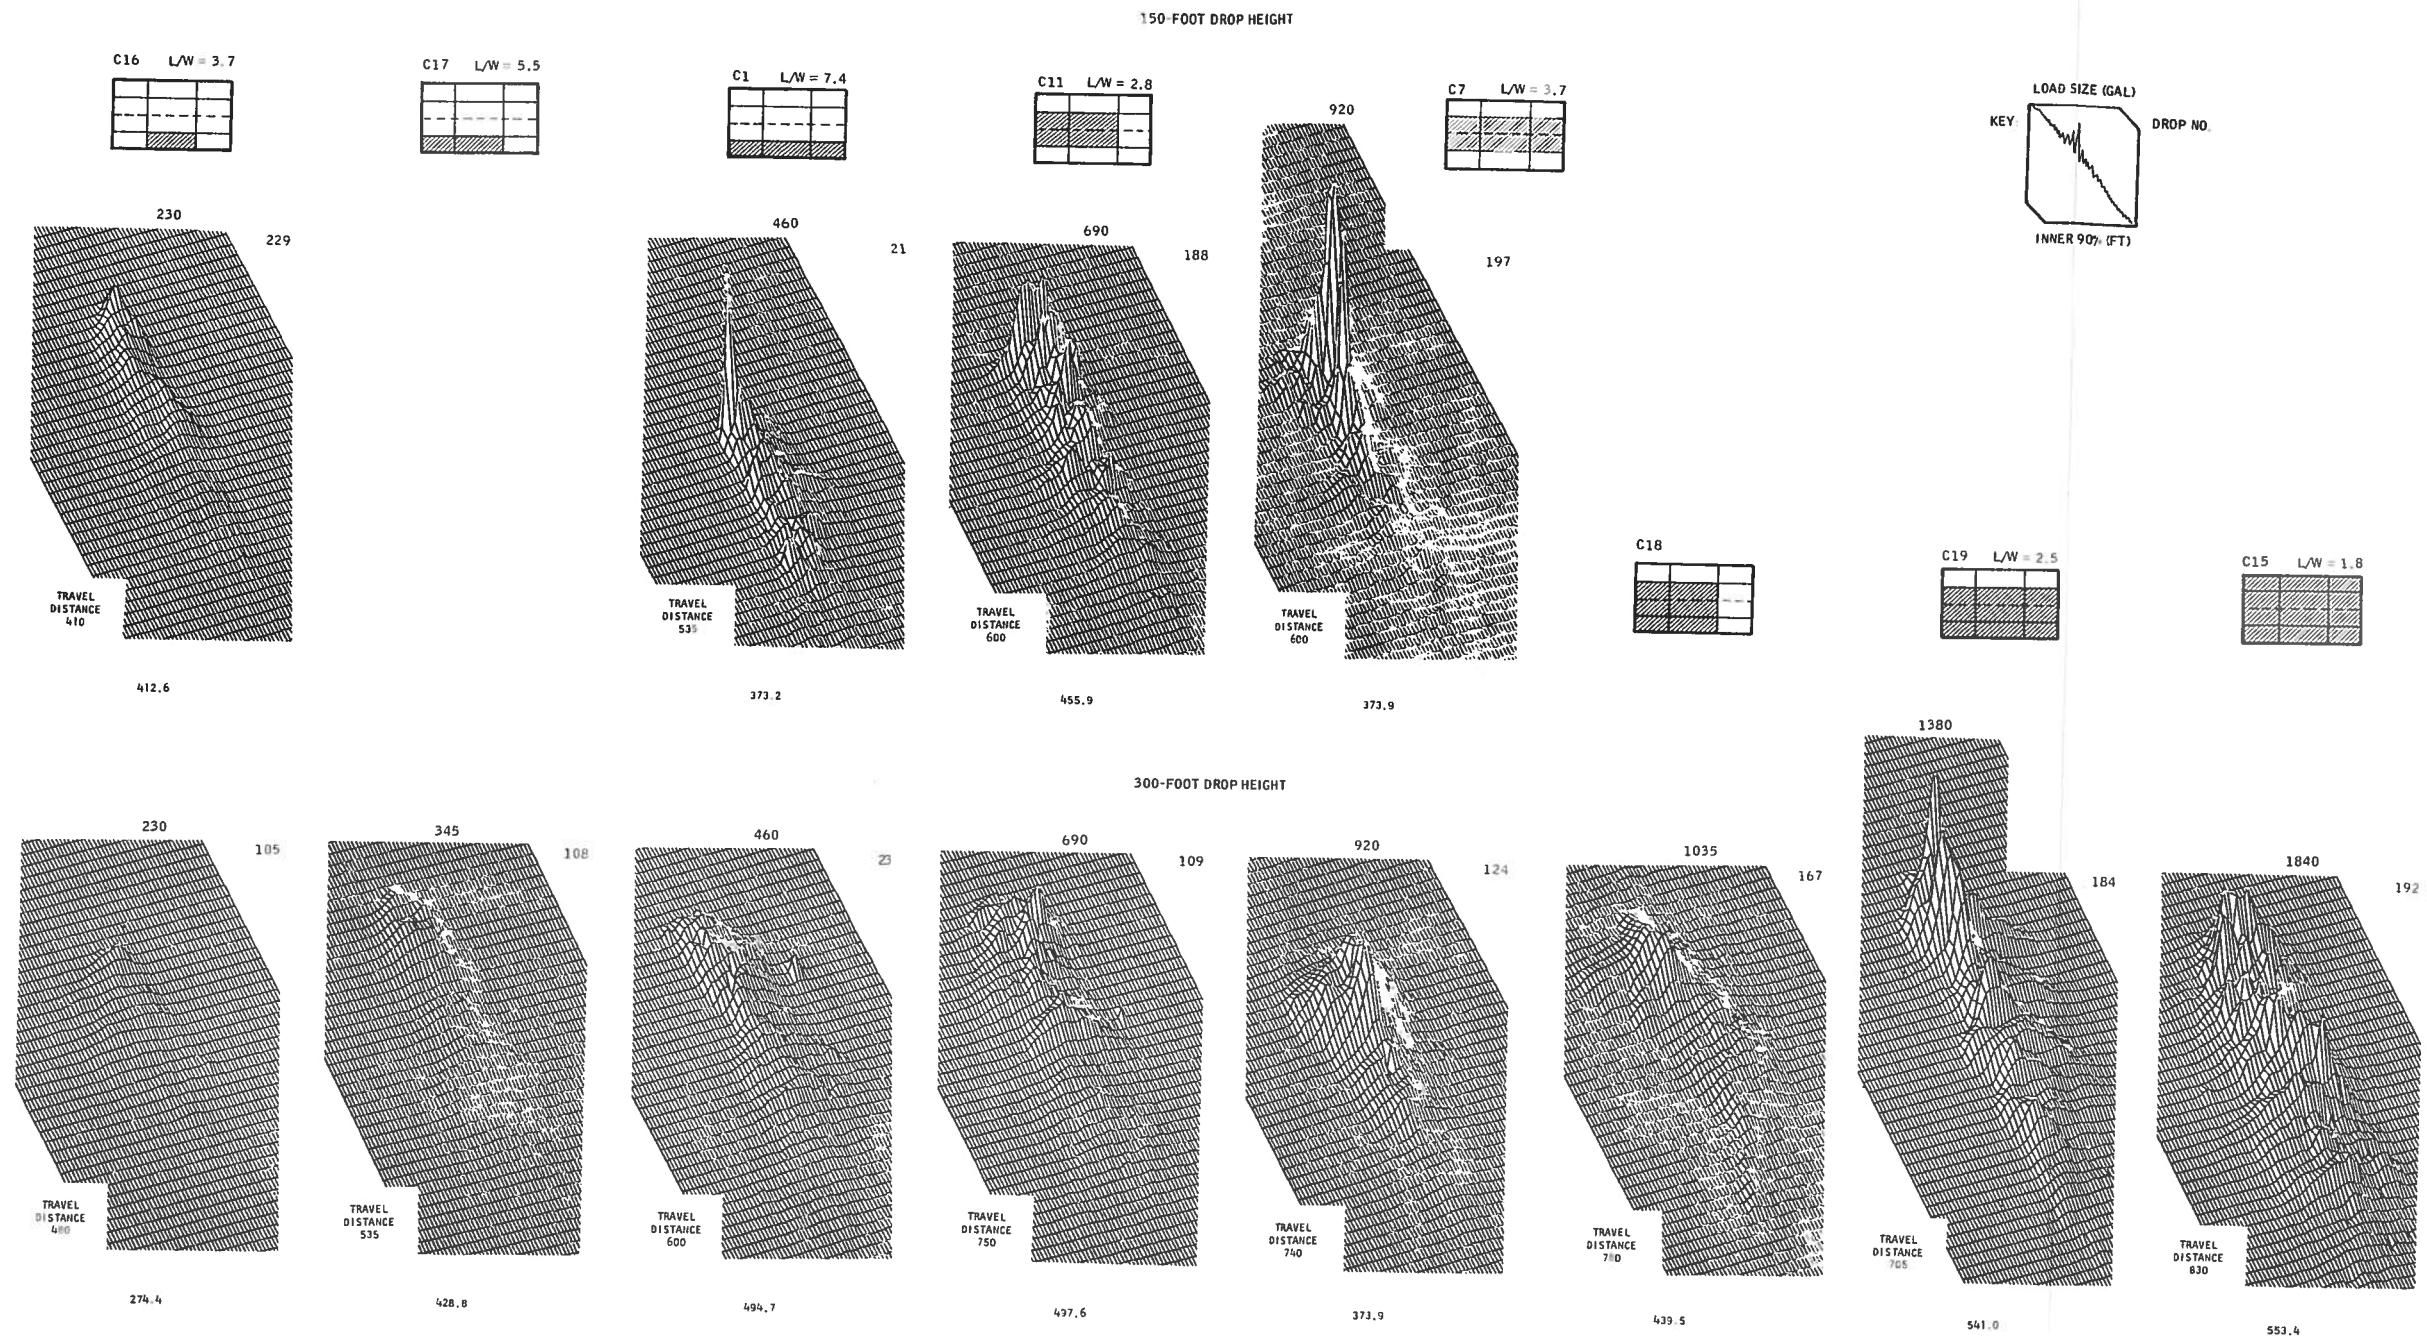 150-FOOT DROP HEIGHT
C16 L/W = 3.7
C17 L/W = 5.5
C1 L/W = 7.4
C11 L/W = 2.8
C7 L/W = 3.7
LOAD SIZE (GAL)
KEY
DROP NO.
INNER 90% (FT)
230
229
TRAVEL
DISTANCE
410
412.6
460
21
TRAVEL
DISTANCE
535
373.2
690
188
TRAVEL
DISTANCE
600
455.9
920
197
TRAVEL
DISTANCE
600
373.9
C18
C19 L/W = 2.5
C15 L/W = 1.8
300-FOOT DROP HEIGHT
230
105
TRAVEL
DISTANCE
274.4
345
108
TRAVEL
DISTANCE
535
428.8
460
23
TRAVEL
DISTANCE
600
494.7
690
109
TRAVEL
DISTANCE
750
497.6
920
124
TRAVEL
DISTANCE
740
373.9
1035
167
TRAVEL
DISTANCE
439.5
1380
184
TRAVEL
DISTANCE
705
541.0
1840
192
TRAVEL
DISTANCE
830
553.4